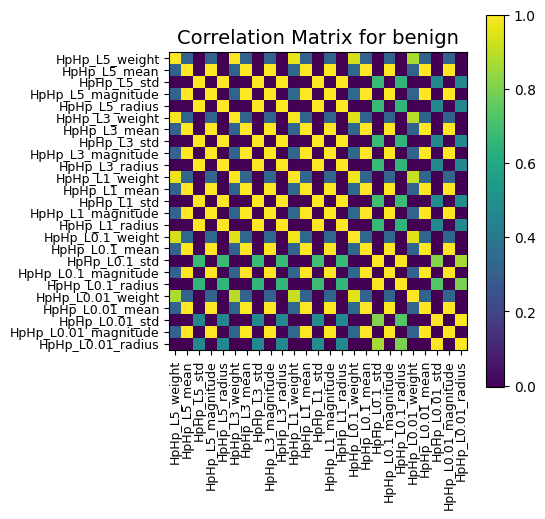 Correlation Matrix for benign
HpHp_L5_weight
HpHp_L5_mean
HpHp_L5_std
HpHp_L5_magnitude
HpHp_L5_radius
HpHp_L3_weight
HpHp_L3_mean
HpHp_L3_std
HpHp_L3_magnitude
HpHp_L3_radius
HpHp_L1_weight
HpHp_L1_mean
HpHp_L1_std
HpHp_L1_magnitude
HpHp_L1_radius
HpHp_L0.1_weight
HpHp_L0.1_mean
HpHp_L0.1_std
HpHp_L0.1_magnitude
HpHp_L0.1_radius
HpHp_L0.01_weight
HpHp_L0.01_mean
HpHp_L0.01_std
HpHp_L0.01_magnitude
HpHp_L0.01_radius
HpHp_L5_weight
HpHp_L5_mean
HpHp_L5_std
HpHp_L5_magnitude
HpHp_L5_radius
HpHp_L3_weight
HpHp_L3_mean
HpHp_L3_std
HpHp_L3_magnitude
HpHp_L3_radius
HpHp_L1_weight
HpHp_L1_mean
HpHp_L1_std
HpHp_L1_magnitude
HpHp_L1_radius
HpHp_L0.1_weight
HpHp_L0.1_mean
HpHp_L0.1_std
HpHp_L0.1_magnitude
HpHp_L0.1_radius
HpHp_L0.01_weight
HpHp_L0.01_mean
HpHp_L0.01_std
HpHp_L0.01_magnitude
HpHp_L0.01_radius
1.0
0.8
0.6
0.4
0.2
0.0